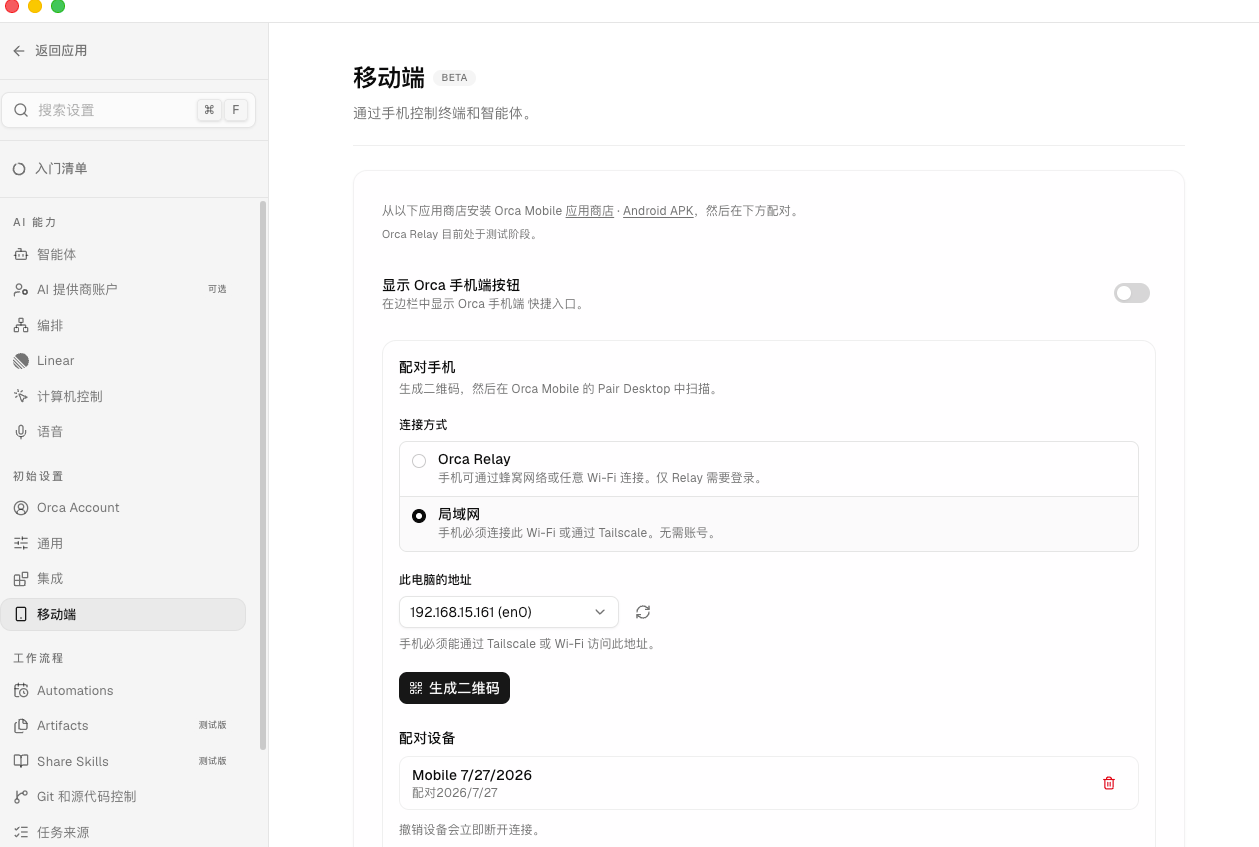 返回应用
搜索设置 ⌘ F
入门清单
AI 能力
智能体
AI 提供商账户 可选
编排
Linear
计算机控制
语音
初始设置
Orca Account
通用
集成
移动端
工作流程
Automations
Artifacts 测试版
Share Skills 测试版
Git 和源代码控制
任务来源
移动端 BETA
通过手机控制终端和智能体。
从以下应用商店安装 Orca Mobile 应用商店 · Android APK，然后在下方配对。
Orca Relay 目前处于测试阶段。
显示 Orca 手机端按钮
在边栏中显示 Orca 手机端 快捷入口。
配对手机
生成二维码，然后在 Orca Mobile 的 Pair Desktop 中扫描。
连接方式
Orca Relay
手机可通过蜂窝网络或任意 Wi-Fi 连接。仅 Relay 需要登录。
局域网
手机必须连接此 Wi-Fi 或通过 Tailscale。无需账号。
此电脑的地址
192.168.15.161 (en0)
手机必须能通过 Tailscale 或 Wi-Fi 访问此地址。
生成二维码
配对设备
Mobile 7/27/2026
配对2026/7/27
撤销设备会立即断开连接。